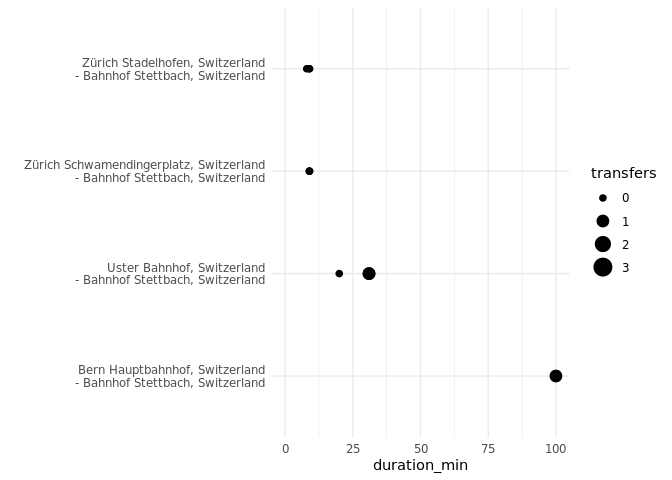 Zürich Stadelhofen, Switzerland
- Bahnhof Stettbach, Switzerland
Zürich Schwamendingerplatz, Switzerland
- Bahnhof Stettbach, Switzerland
Uster Bahnhof, Switzerland
- Bahnhof Stettbach, Switzerland
Bern Hauptbahnhof, Switzerland
- Bahnhof Stettbach, Switzerland
0 25 50 75 100
duration_min
transfers
0
1
2
3